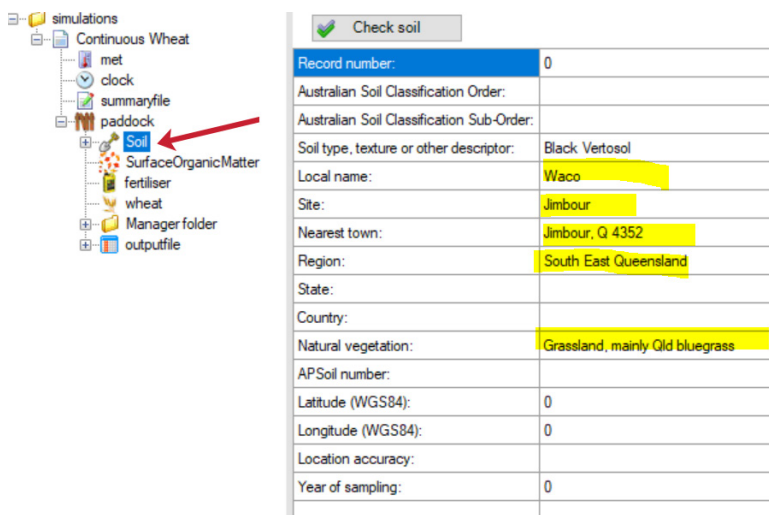 simulations
Continuous Wheat
met
clock
summaryfile
paddock
Soil
SurfaceOrganicMatter
fertiliser
wheat
Manager folder
outputfile
Check soil
Record number: 0
Australian Soil Classification Order:
Australian Soil Classification Sub-Order:
Soil type, texture or other descriptor: Black Vertosol
Local name: Waco
Site: Jimbour
Nearest town: Jimbour, Q 4352
Region: South East Queensland
State:
Country:
Natural vegetation: Grassland, mainly Qld bluegrass
APSoil number:
Latitude (WGS84): 0
Longitude (WGS84): 0
Location accuracy:
Year of sampling: 0